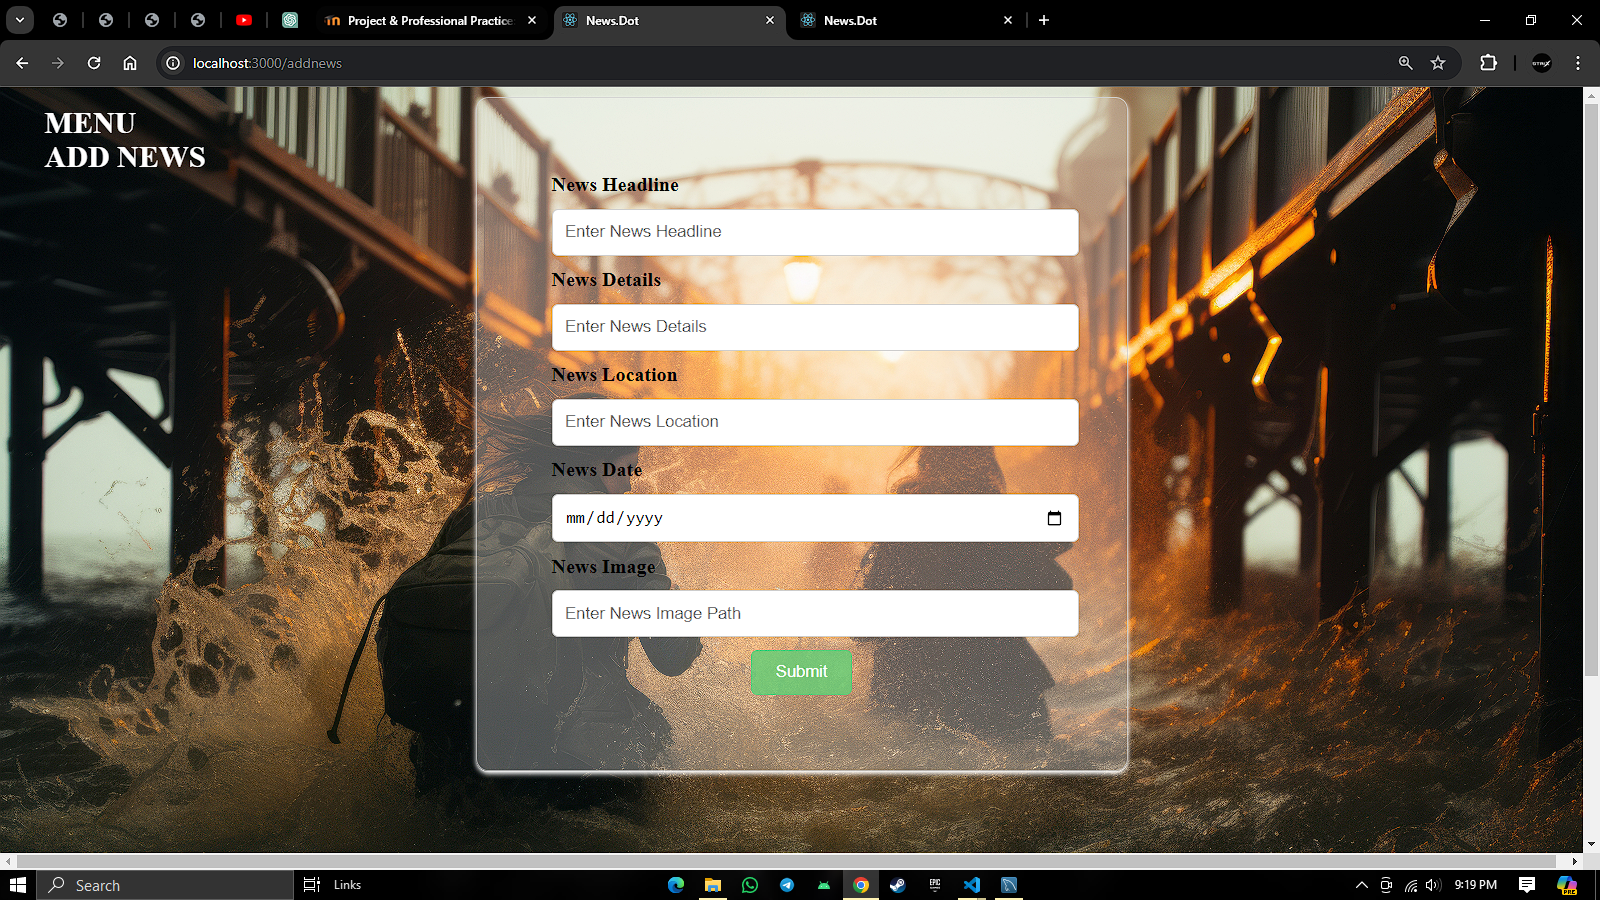 Project & Professional Practice
News.Dot
News.Dot
localhost:3000/addnews
MENU
ADD NEWS
News Headline
Enter News Headline
News Details
Enter News Details
News Location
Enter News Location
News Date
mm/dd/yyyy
News Image
Enter News Image Path
Submit
Search
Links
EPIC
9:19 PM
PRE